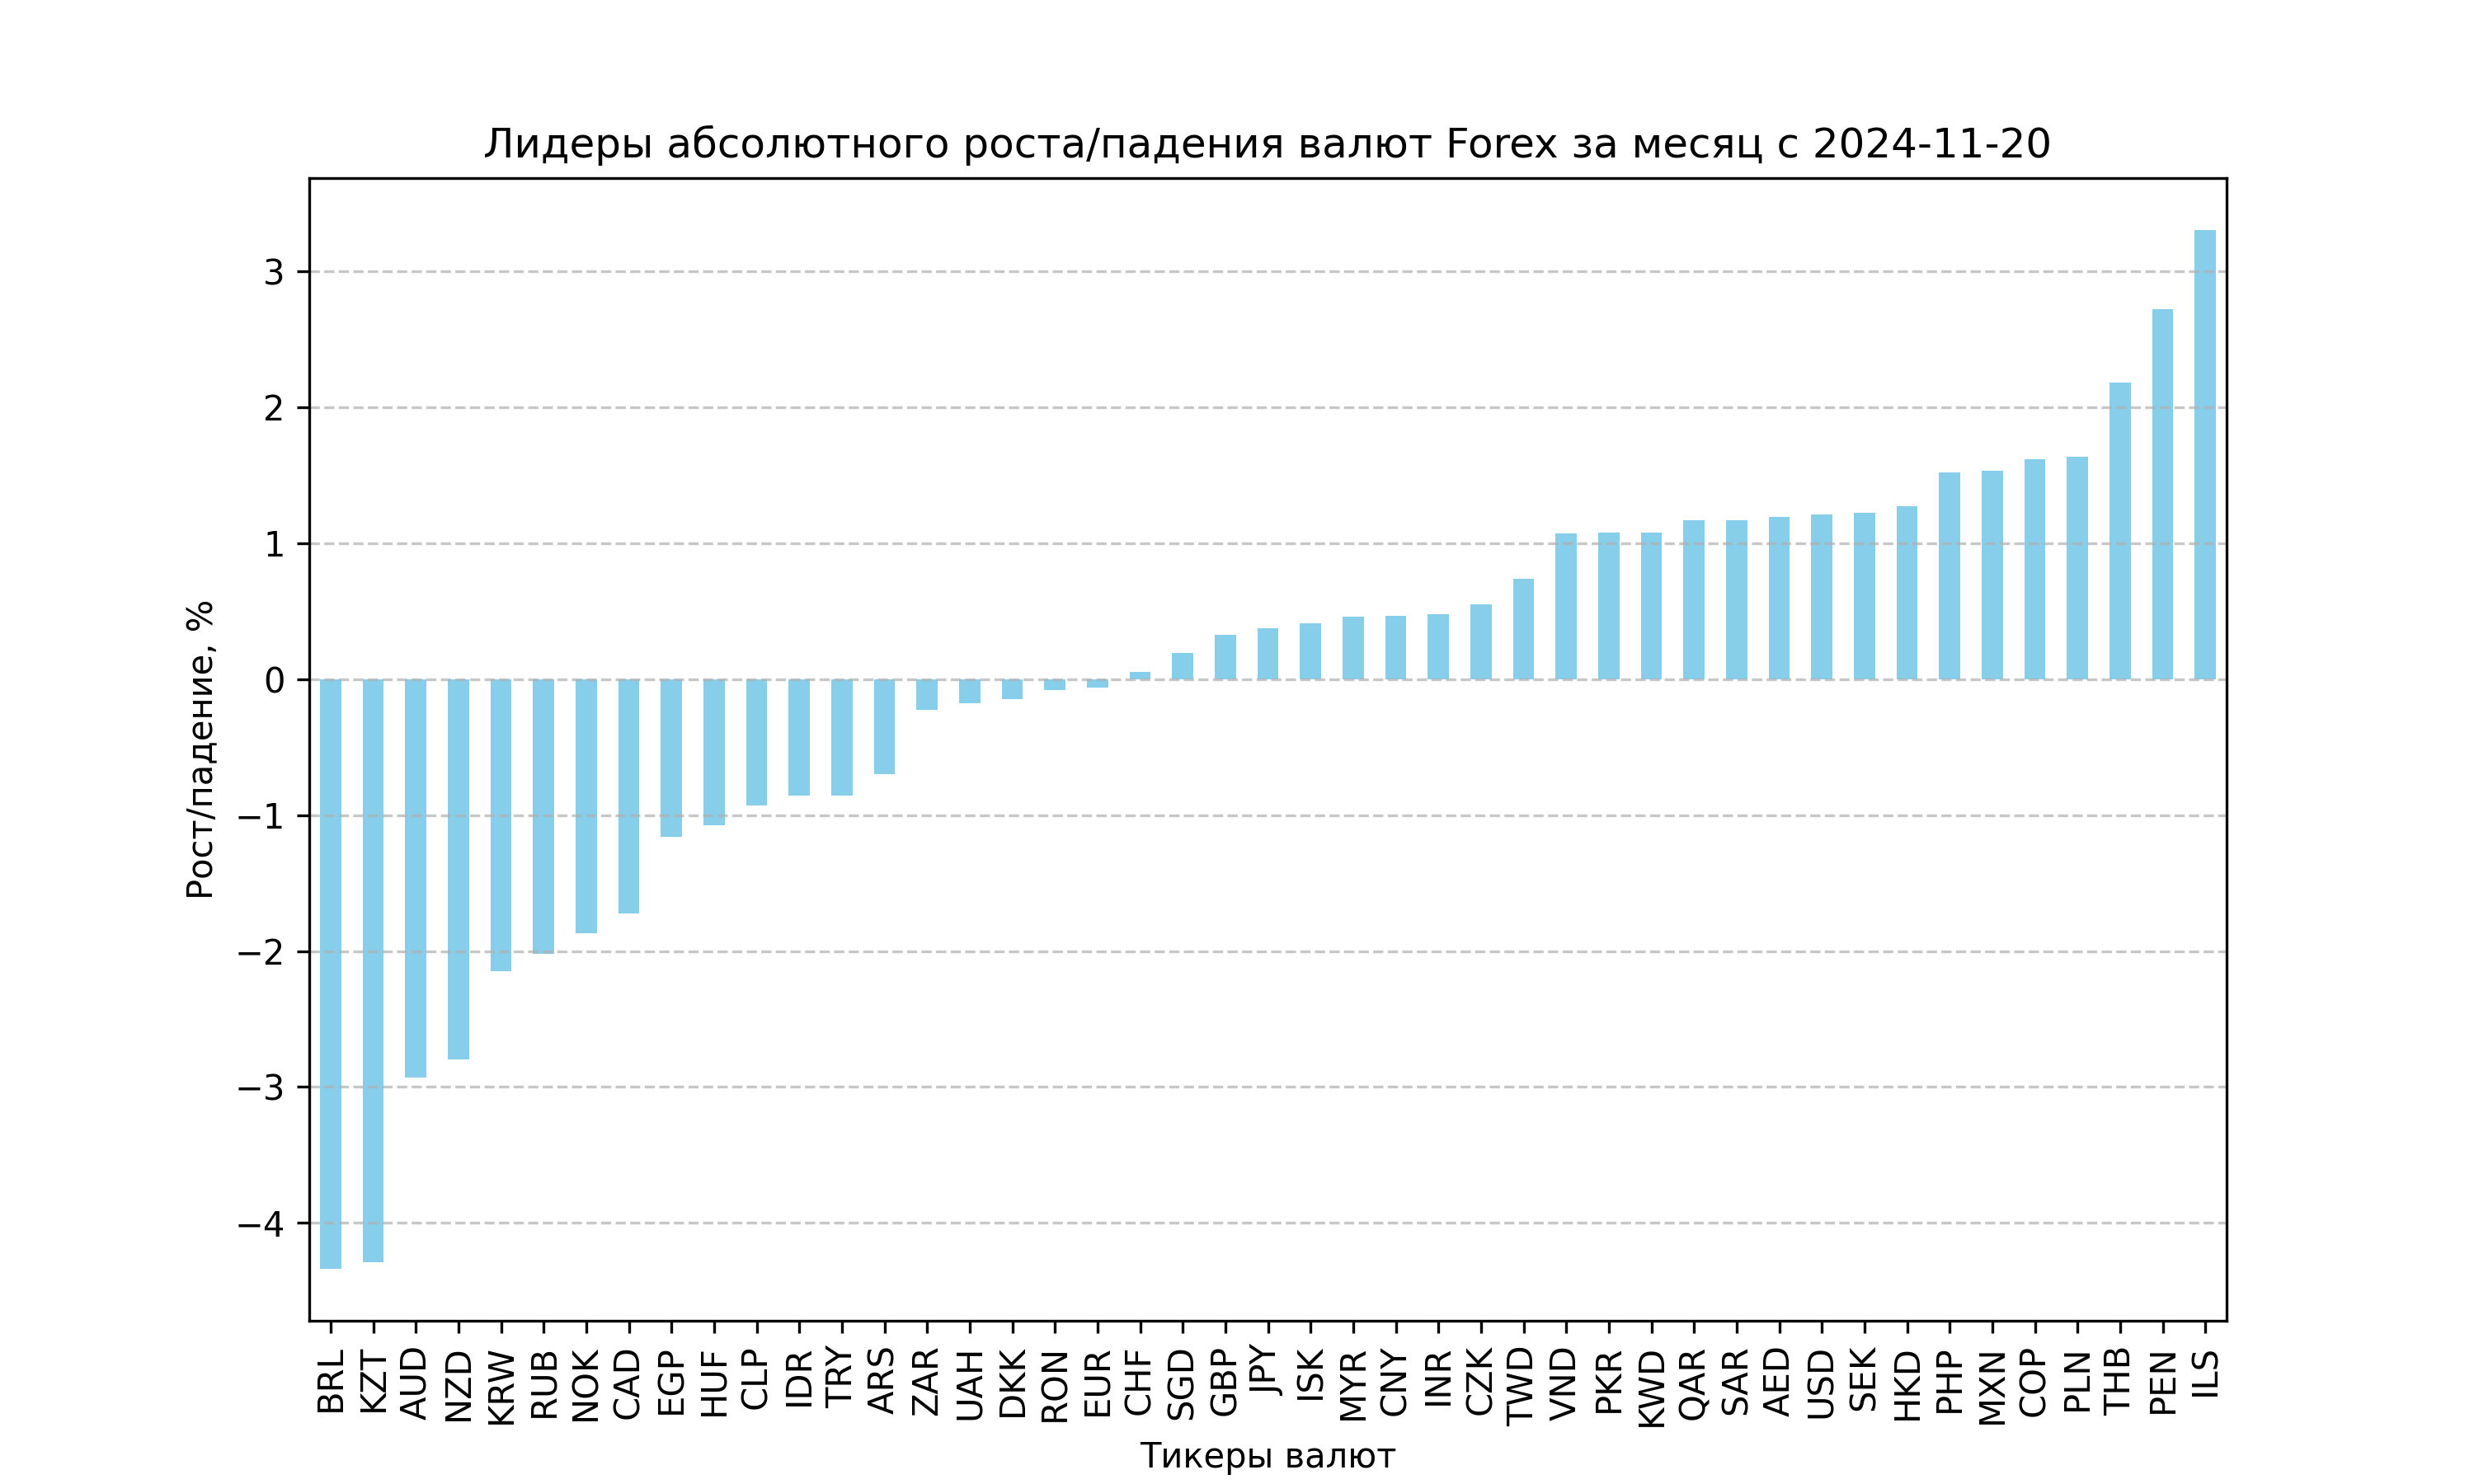 Лидеры абсолютного роста/падения валют Forex за месяц с 2024-11-20
Рост/падение, %
3
2
1
0
−1
−2
−3
−4
BRL KZT AUD NZD KRW RUB NOK CAD EGP HUF CLP IDR TRY ARS ZAR UAH DKK RON EUR CHF SGD GBP JPY ISK MYR CNY INR CZK TWD VND PKR KWD QAR SAR AED USD SEK HKD PHP MXN COP PLN THB PEN ILS
Тикеры валют